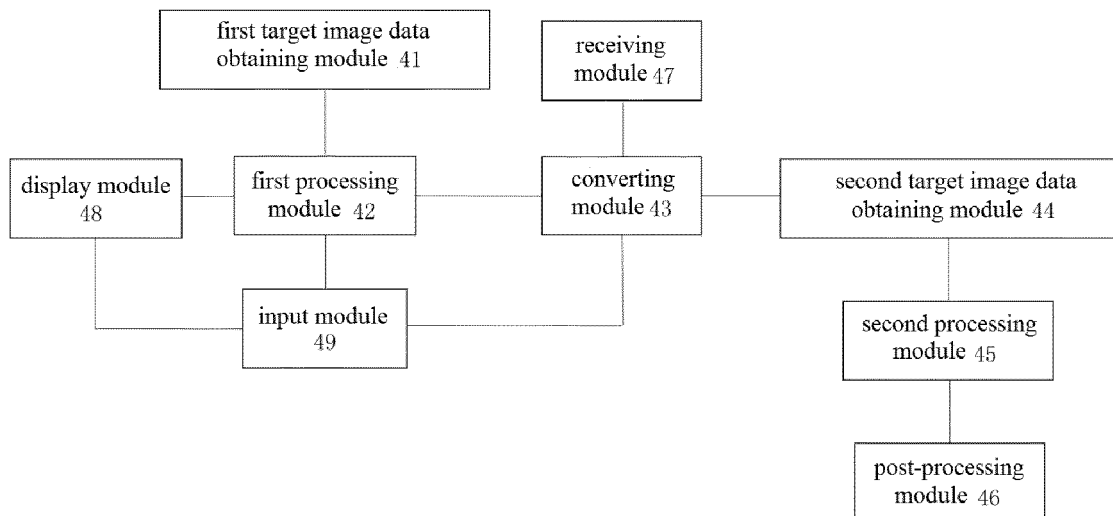 first target image data
obtaining module 41
receiving
module 47
display module
48
first processing
module 42
converting
module 43
second target image data
obtaining module 44
input module
49
second processing
module 45
post-processing
module 46